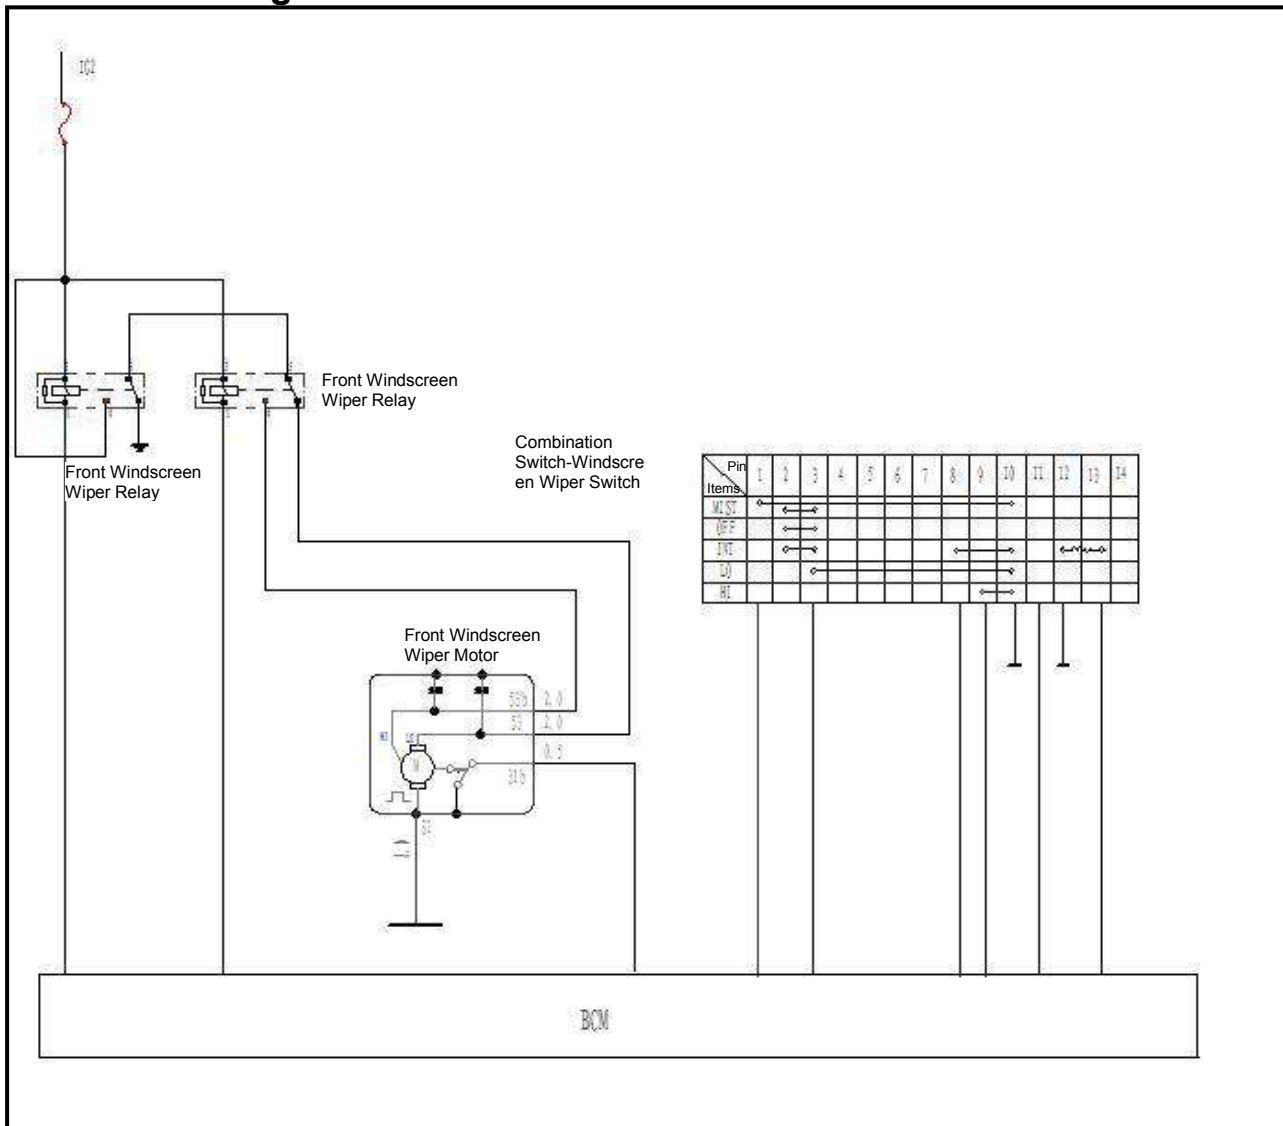 IG2
Front Windscreen
Wiper Relay
Front Windscreen
Wiper Relay
Combination
Switch-Windscre
en Wiper Switch
Pin 1 2 3 4 5 6 7 8 9 10 11 12 13 14
Items
MIST
OFF
INT
LO
HI
Front Windscreen
Wiper Motor
53b 2.0
53 2.0
0.5
31b
HI
LO
M
BCM